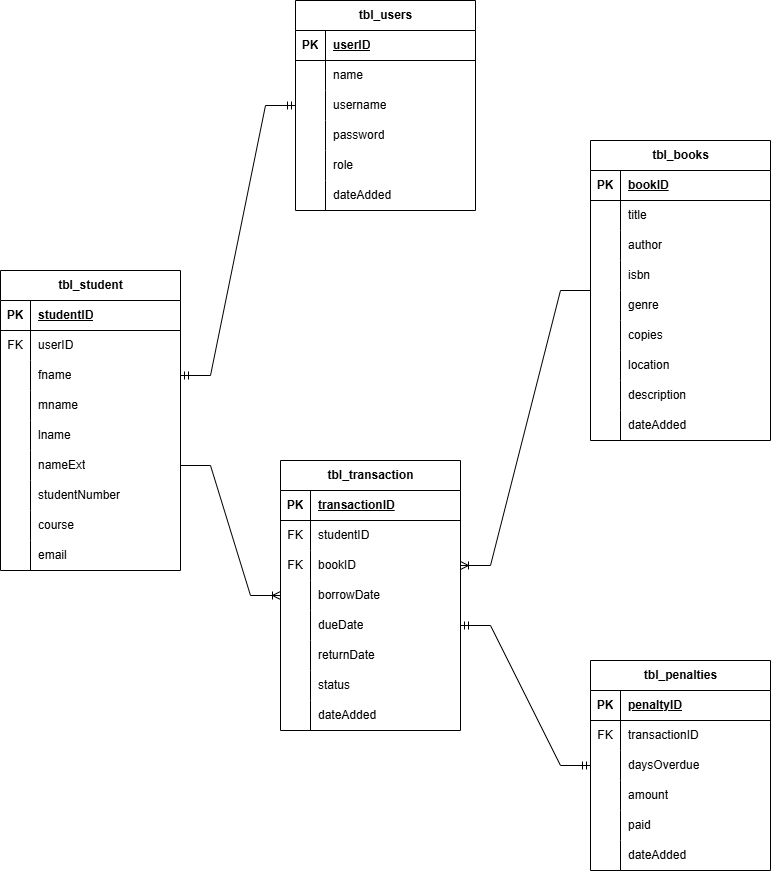 tbl_users
PK userID
name
username
password
role
dateAdded
tbl_books
PK bookID
title
author
isbn
genre
copies
location
description
dateAdded
tbl_student
PK studentID
FK userID
fname
mname
lname
nameExt
studentNumber
course
email
tbl_transaction
PK transactionID
FK studentID
FK bookID
borrowDate
dueDate
returnDate
status
dateAdded
tbl_penalties
PK penaltyID
FK transactionID
daysOverdue
amount
paid
dateAdded